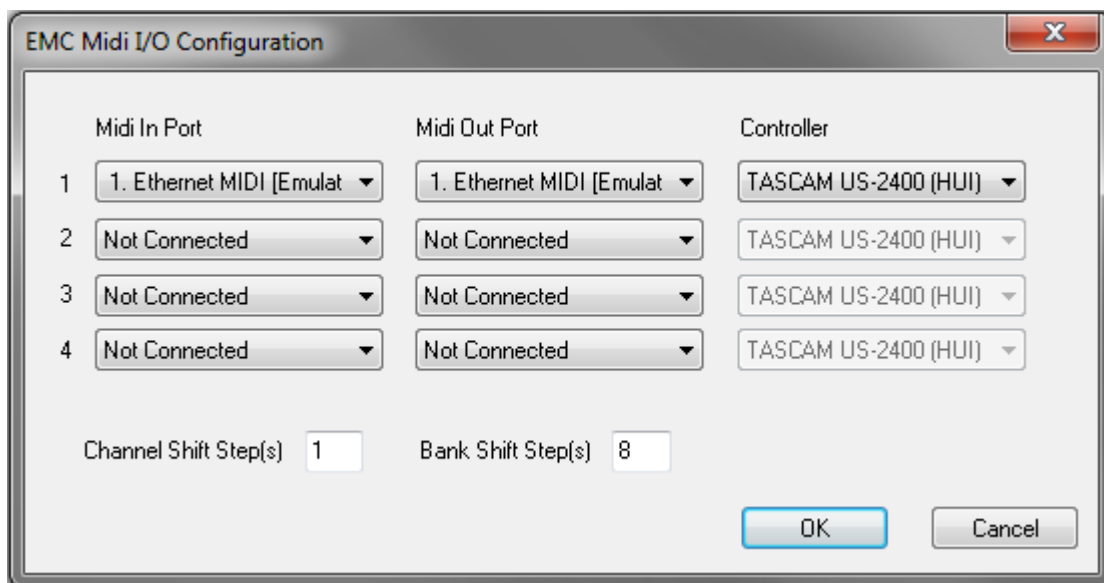 EMC Midi I/O Configuration
Midi In Port Midi Out Port Controller
1 1. Ethernet MIDI [Emulat 1. Ethernet MIDI [Emulat TASCAM US-2400 (HUI)
2 Not Connected Not Connected TASCAM US-2400 (HUI)
3 Not Connected Not Connected TASCAM US-2400 (HUI)
4 Not Connected Not Connected TASCAM US-2400 (HUI)
Channel Shift Step(s) 1 Bank Shift Step(s) 8
OK Cancel